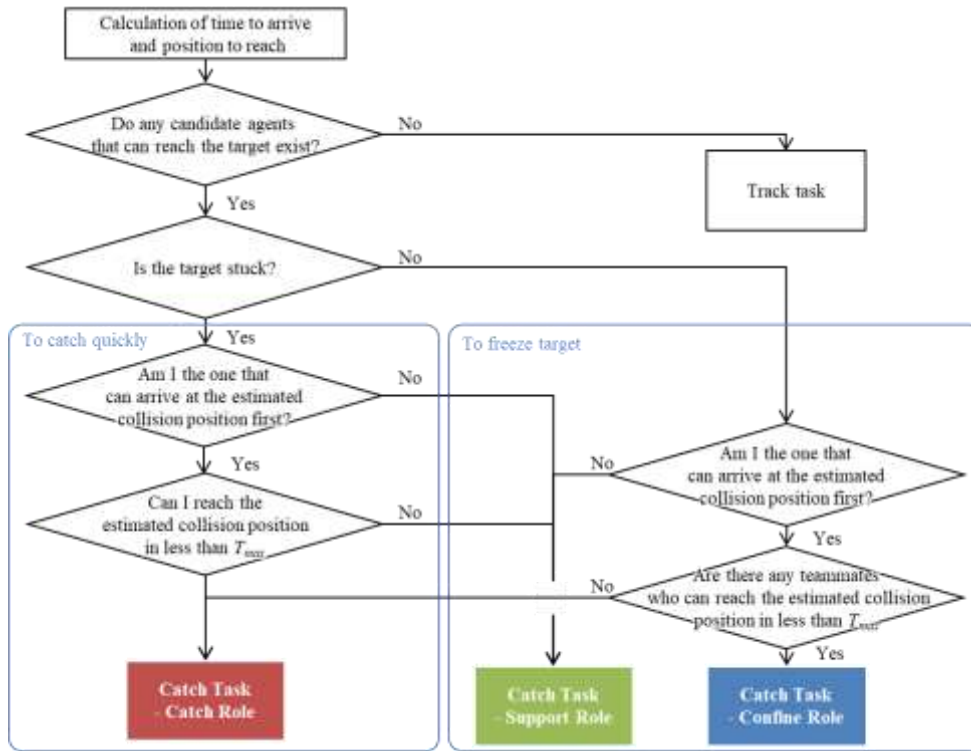 Calculation of time to arrive
and position to reach
Do any candidate agents
that can reach the target exist?
No
Track task
Yes
Is the target stuck?
No
To catch quickly
Yes
To freeze target
Am I the one that
can arrive at the estimated
collision position first?
No
Yes
Am I the one that
can arrive at the estimated
collision position first?
No
Can I reach the
estimated collision position
in less than T
No
Yes
Are there any teammates
who can reach the estimated collision
position in less than T
No
Yes
Catch Task
- Catch Role
Catch Task
- Support Role
Catch Task
- Confine Role